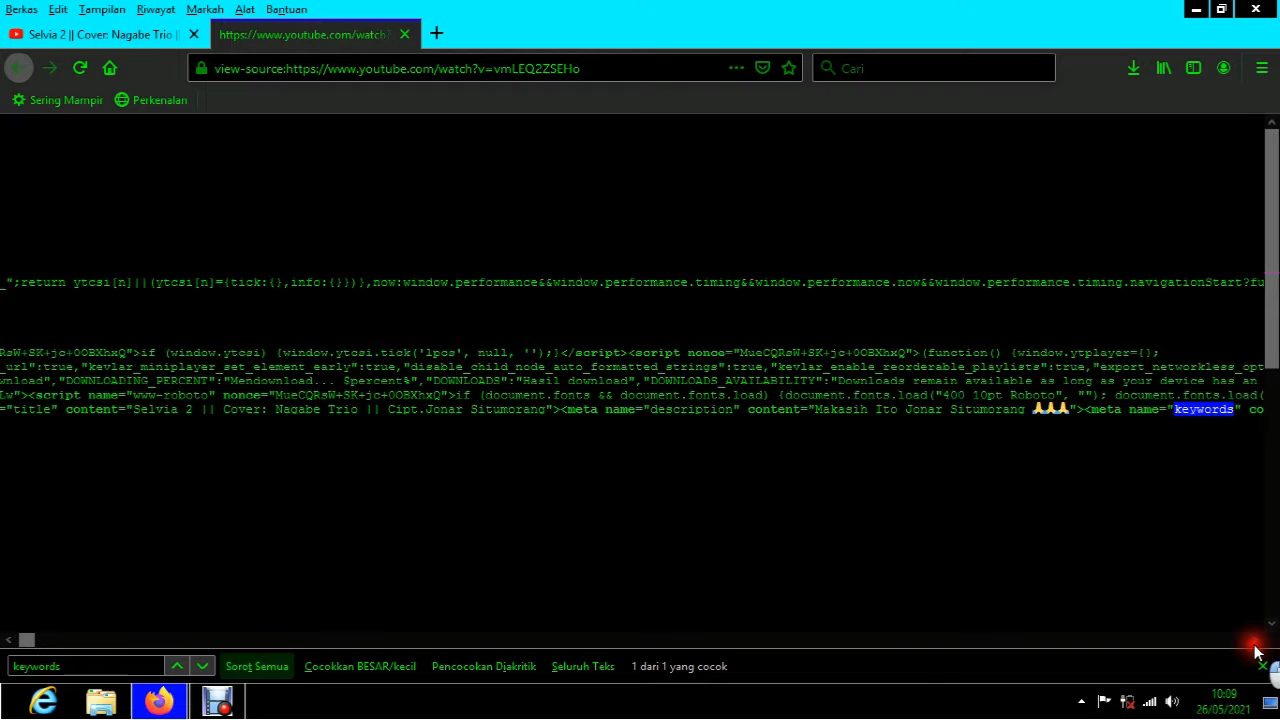 Berkas Edit Tampilan Riwayat Markah Alat Bantuan
Selvia 2 || Cover: Nagabe Trio ||
https://www.youtube.com/watch?
view-source:https://www.youtube.com/watch?v=vmLEQ2ZSEHo
Cari
Sering Mampir Perkenalan
_";return ytcsi[n]||(ytcsi[n]={tick:{},info:{}})},now:window.performance&&window.performance.timing&&window.performance.now&&window.performance.timing.navigationStart?fu
RsW+SK+jc+0OBXhxQ">if (window.ytcsi) {window.ytcsi.tick('lpcs', null, '');}</script><script nonce="MueCQRsW+SK+jc+0OBXhxQ">(function() {window.ytplayer={};
_url":true,"kevlar_miniplayer_set_element_early":true,"disable_child_node_auto_formatted_strings":true,"kevlar_enable_reorderable_playlists":true,"export_networkless_opt
wnload","DOWNLOADING_PERCENT":"Mendownload... $percent%","DOWNLOADS":"Hasil download","DOWNLOADS_AVAILABILITY":"Downloads remain available as long as your device has an
Lw"><script name="www-roboto" nonce="MueCQRsW+SK+jc+0OBXhxQ">if (document.fonts && document.fonts.load) {document.fonts.load("400 10pt Roboto", ""); document.fonts.load(
="title" content="Selvia 2 || Cover: Nagabe Trio || Cipt.Jonar Situmorang"><meta name="description" content="Makasih Ito Jonar Situmorang 🙏🙏🙏"><meta name="keywords" co
keywords Sorot Semua Cocokkan BESAR/kecil Pencocokan Djakritik Seluruh Teks 1 dari 1 yang cocok
10:09
26/05/2021